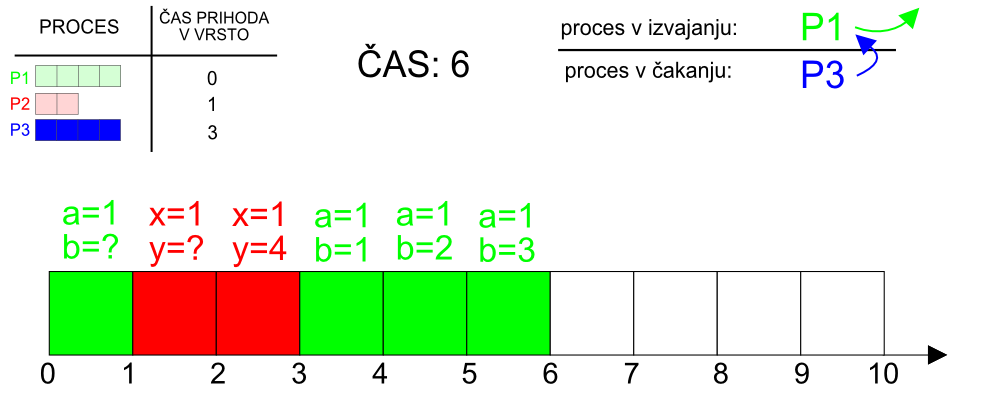 PROCES
ČAS PRIHODA
V VRSTO
P1
0
P2
1
P3
3
ČAS: 6
proces v izvajanju:
P1
proces v čakanju:
P3
a=1
b=?
x=1
y=?
x=1
y=4
a=1
b=1
a=1
b=2
a=1
b=3
0 1 2 3 4 5 6 7 8 9 10